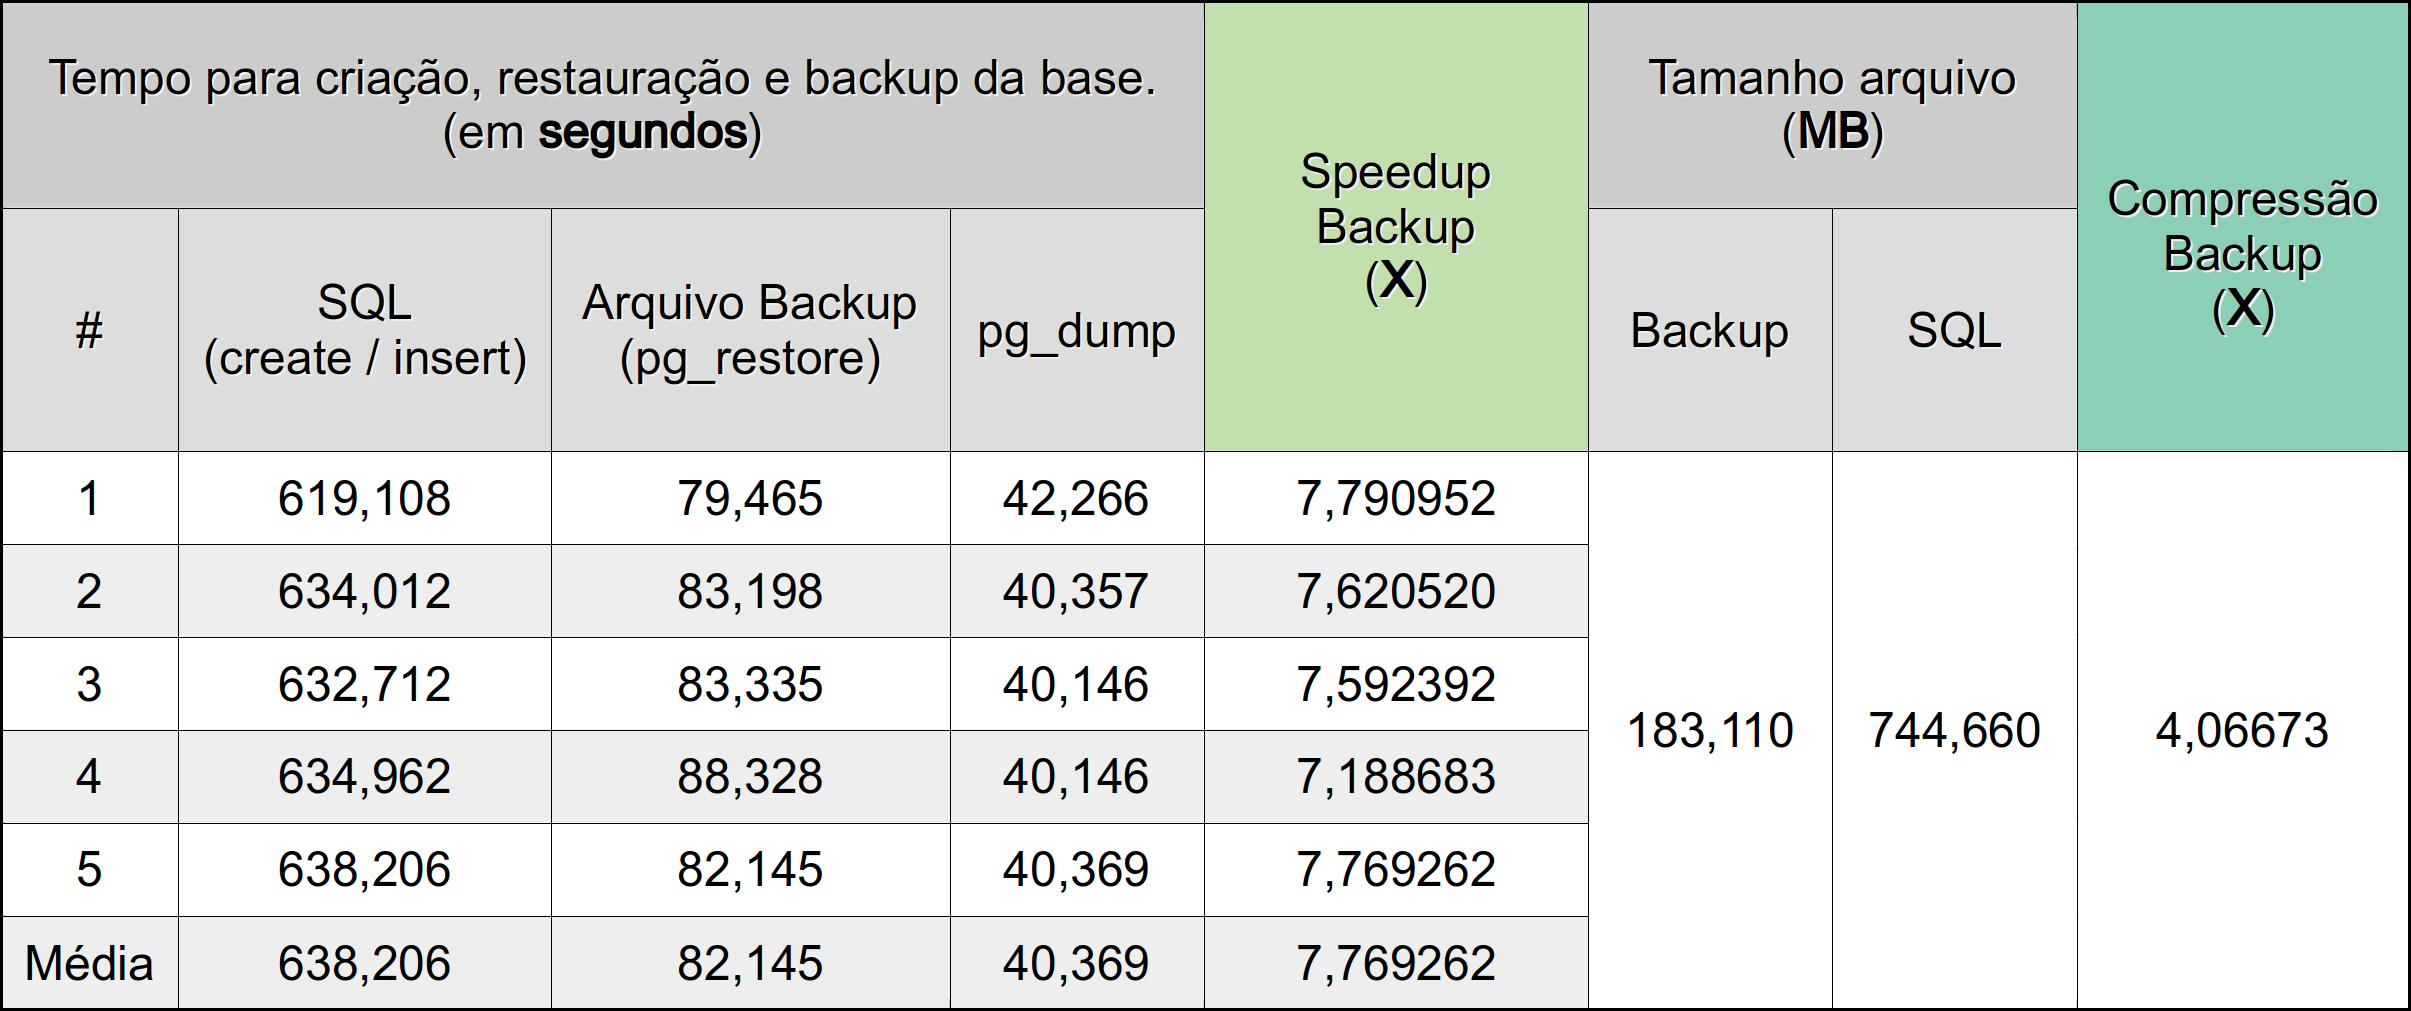 Tempo para criação, restauração e backup da base.
(em segundos)
Speedup
Backup
(X)
Tamanho arquivo
(MB)
Compressão
Backup
(X)
#
SQL
(create / insert)
Arquivo Backup
(pg_restore)
pg_dump
Backup
SQL
1 619,108 79,465 42,266 7,790952
2 634,012 83,198 40,357 7,620520
3 632,712 83,335 40,146 7,592392
4 634,962 88,328 40,146 7,188683
5 638,206 82,145 40,369 7,769262
Média 638,206 82,145 40,369 7,769262
183,110 744,660 4,06673